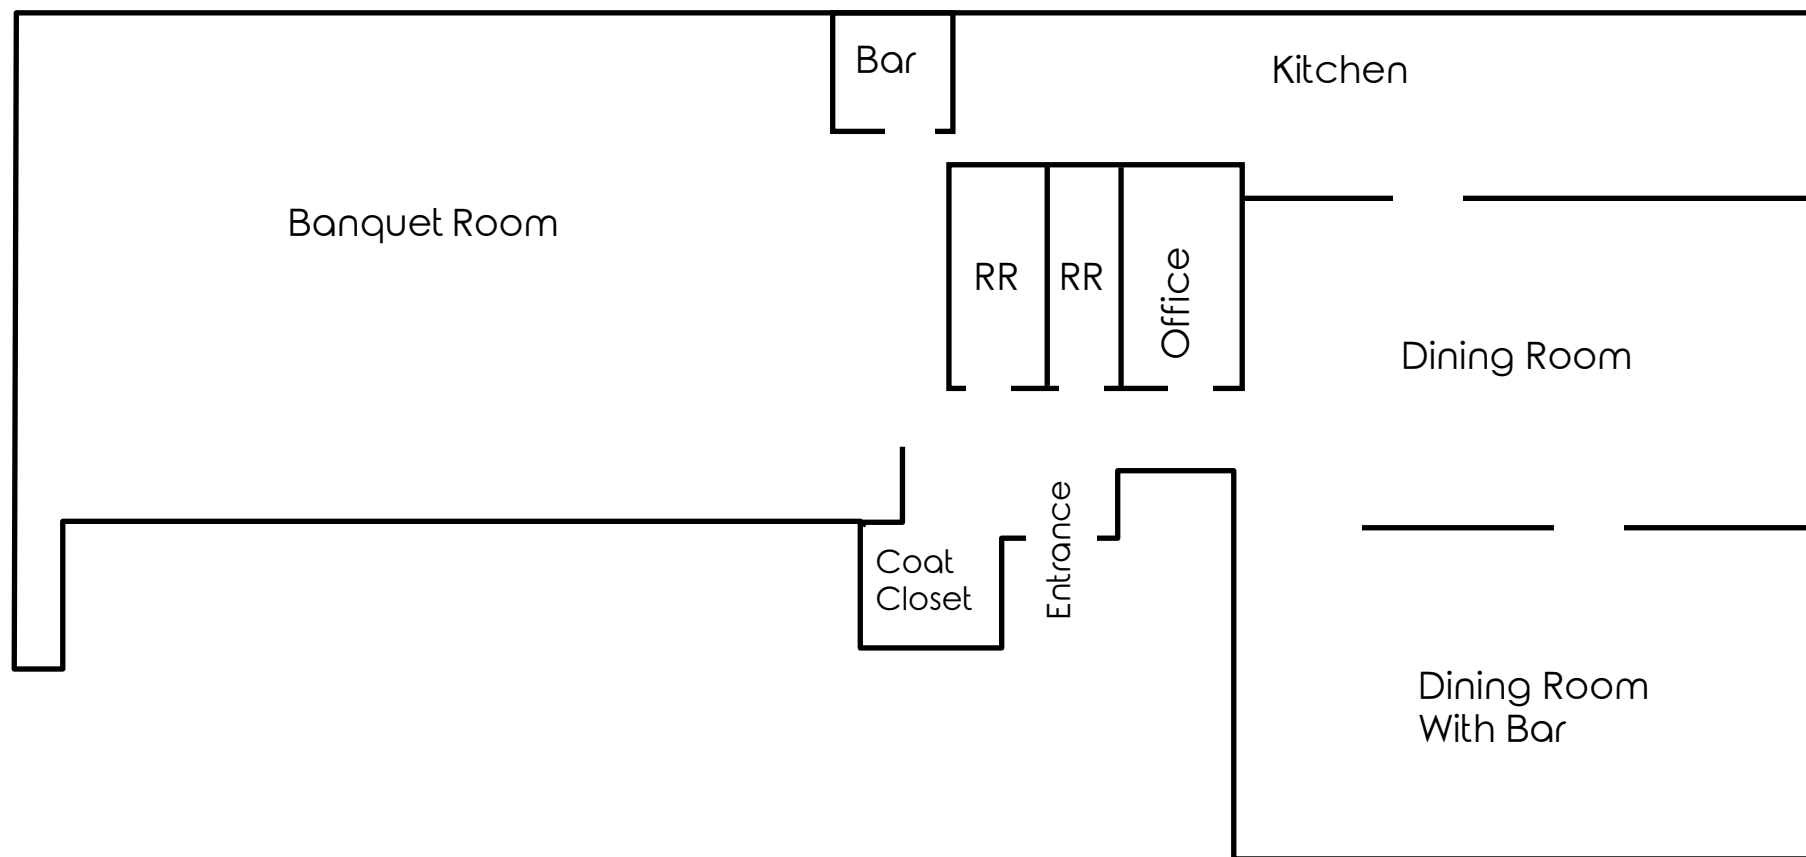 Bar
Kitchen
Banquet Room
RR
RR
Office
Dining Room
Entrance
Coat
Closet
Dining Room
With Bar